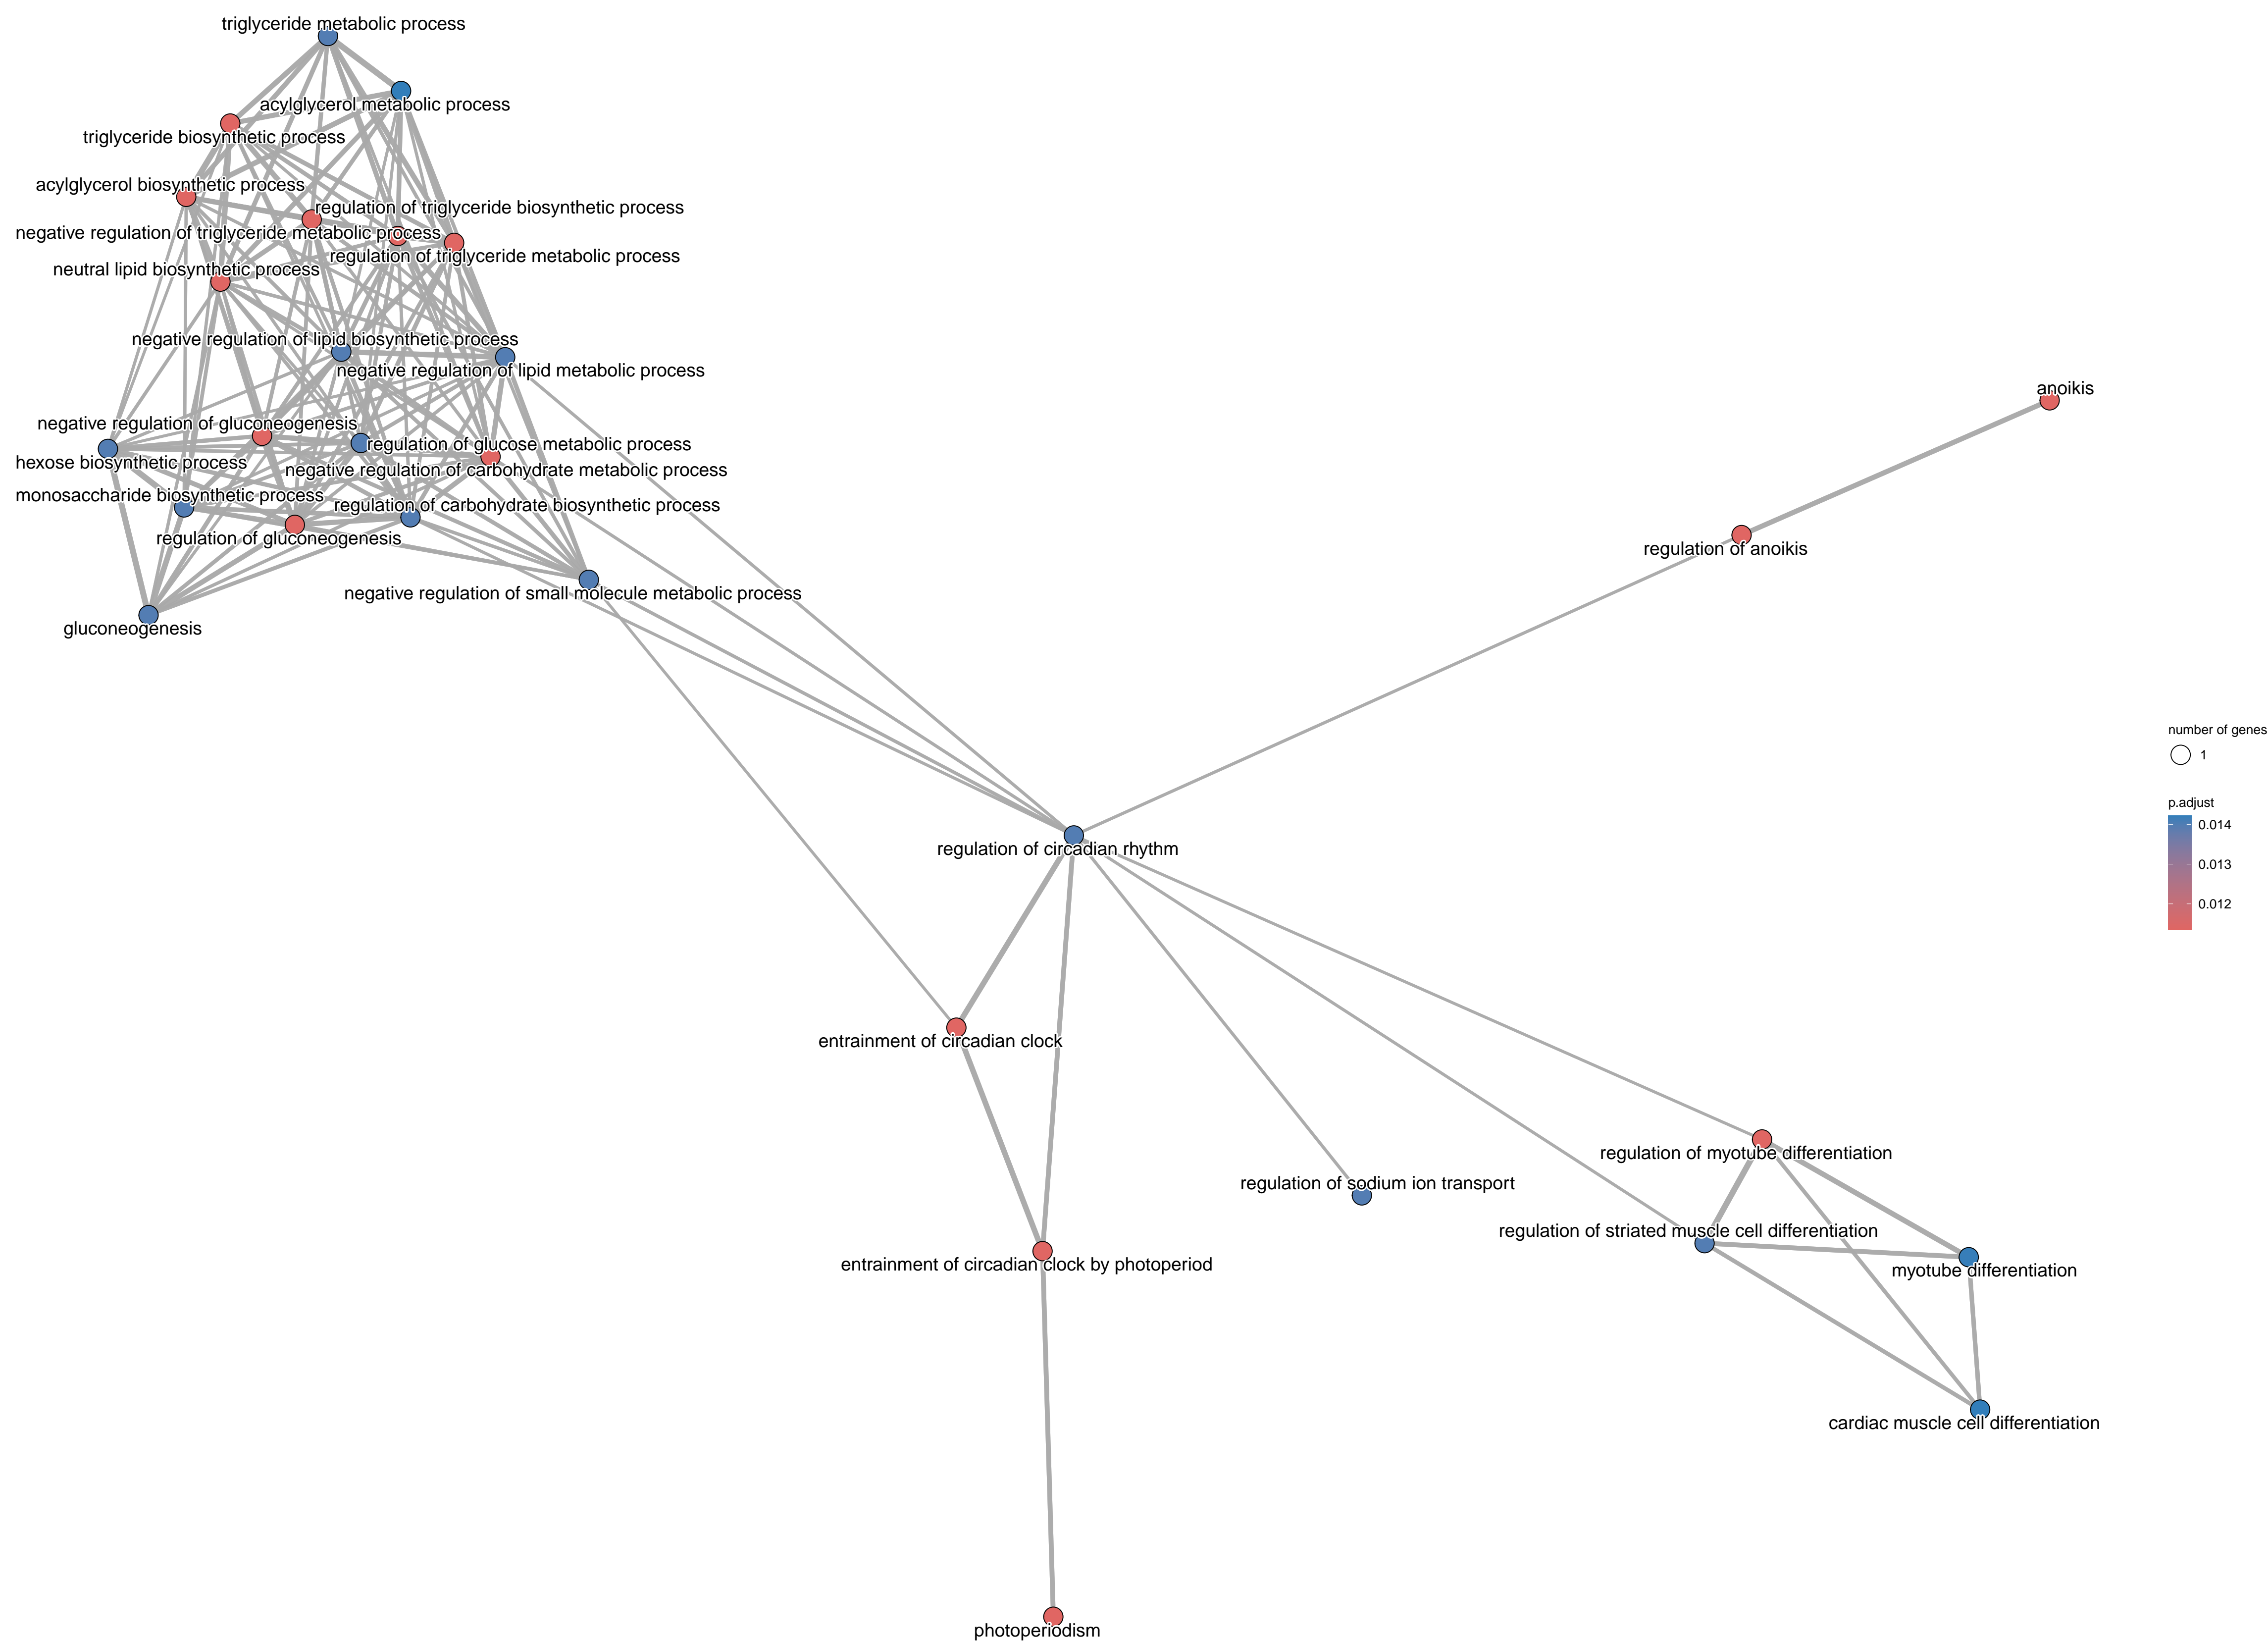 triglyceride metabolic process
acylglycerol metabolic process
triglyceride biosynthetic process
acylglycerol biosynthetic process
regulation of triglyceride biosynthetic process
negative regulation of triglyceride metabolic process
regulation of triglyceride metabolic process
neutral lipid biosynthetic process
negative regulation of lipid biosynthetic process
negative regulation of lipid metabolic process
anoikis
negative regulation of gluconeogenesis
regulation of glucose metabolic process
hexose biosynthetic process
negative regulation of carbohydrate metabolic process
monosaccharide biosynthetic process
regulation of carbohydrate biosynthetic process
regulation of gluconeogenesis
regulation of anoikis
negative regulation of small molecule metabolic process
gluconeogenesis
number of genes
1
p.adjust
0.014
0.013
0.012
regulation of circadian rhythm
entrainment of circadian clock
regulation of myotube differentiation
regulation of sodium ion transport
regulation of striated muscle cell differentiation
entrainment of circadian clock by photoperiod
myotube differentiation
cardiac muscle cell differentiation
photoperiodism